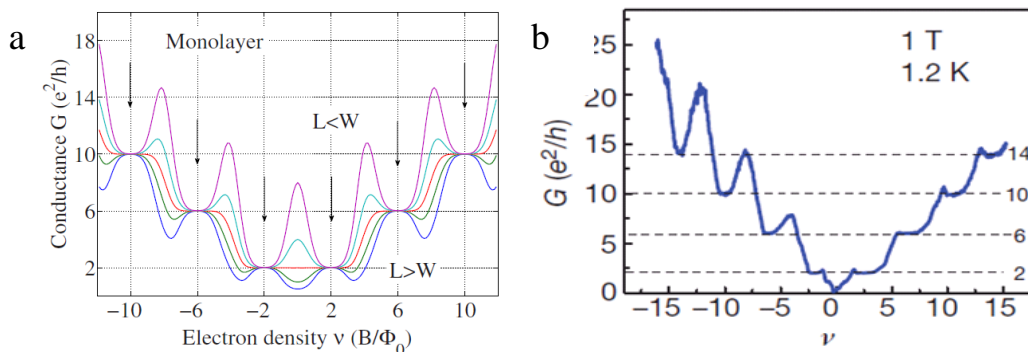 a
Monolayer
L<W
L>W
Conductance G (e²/h)
18
14
10
6
2
−10 −6 −2 2 6 10
Electron density ν (B/Φ₀)
b
1 T
1.2 K
G (e²/h)
25
20
15
10
5
0
14
10
6
2
−15 −10 −5 0 5 10 15
ν